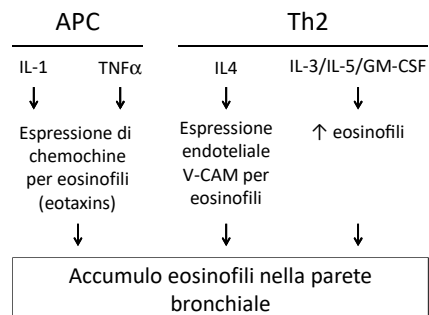 APC
Th2
IL-1
TNFα
IL4
IL-3/IL-5/GM-CSF
Espressione di
chemochine
per eosinofili
(eotaxins)
Espressione
endoteliale
V-CAM per
eosinofili
↑ eosinofili
Accumulo eosinofili nella parete
bronchiale